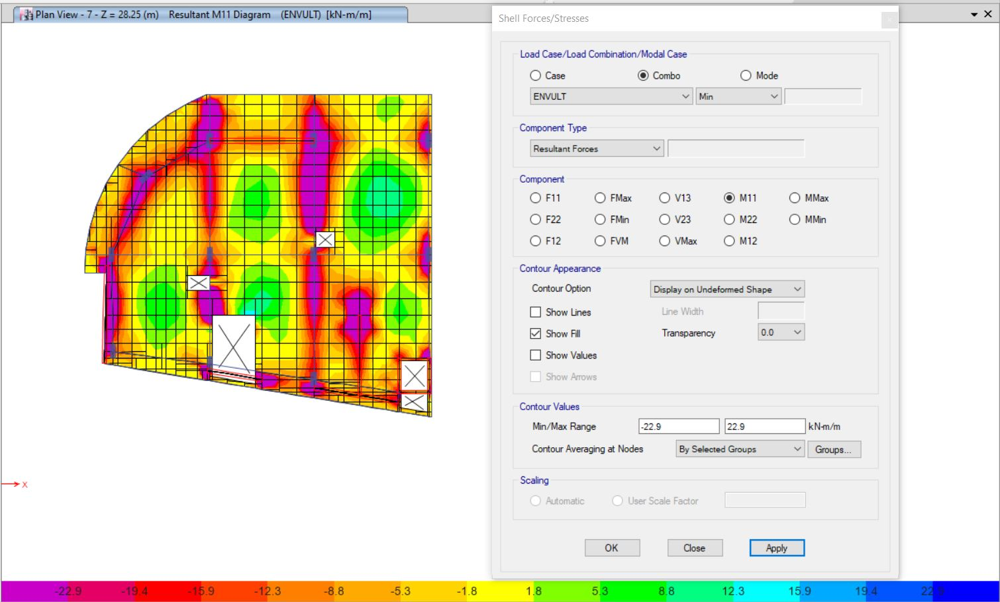 Plan View - 7 - Z = 28.25 (m)   Resultant M11 Diagram   (ENVULT)  [kN-m/m]
Shell Forces/Stresses
Load Case/Load Combination/Modal Case
Case Combo Mode
ENVULT Min
Component Type
Resultant Forces
Component
F11 FMax V13 M11 MMax
F22 FMin V23 M22 MMin
F12 FVM VMax M12
Contour Appearance
Contour Option Display on Undeformed Shape
Show Lines Line Width
Show Fill Transparency 0.0
Show Values
Show Arrows
Contour Values
Min/Max Range -22.9 22.9 kN-m/m
Contour Averaging at Nodes By Selected Groups Groups...
Scaling
Automatic User Scale Factor
OK Close Apply
X
-22.9 -19.4 -15.9 -12.3 -8.8 -5.3 -1.8 1.8 5.3 8.8 12.3 15.9 19.4 22.9